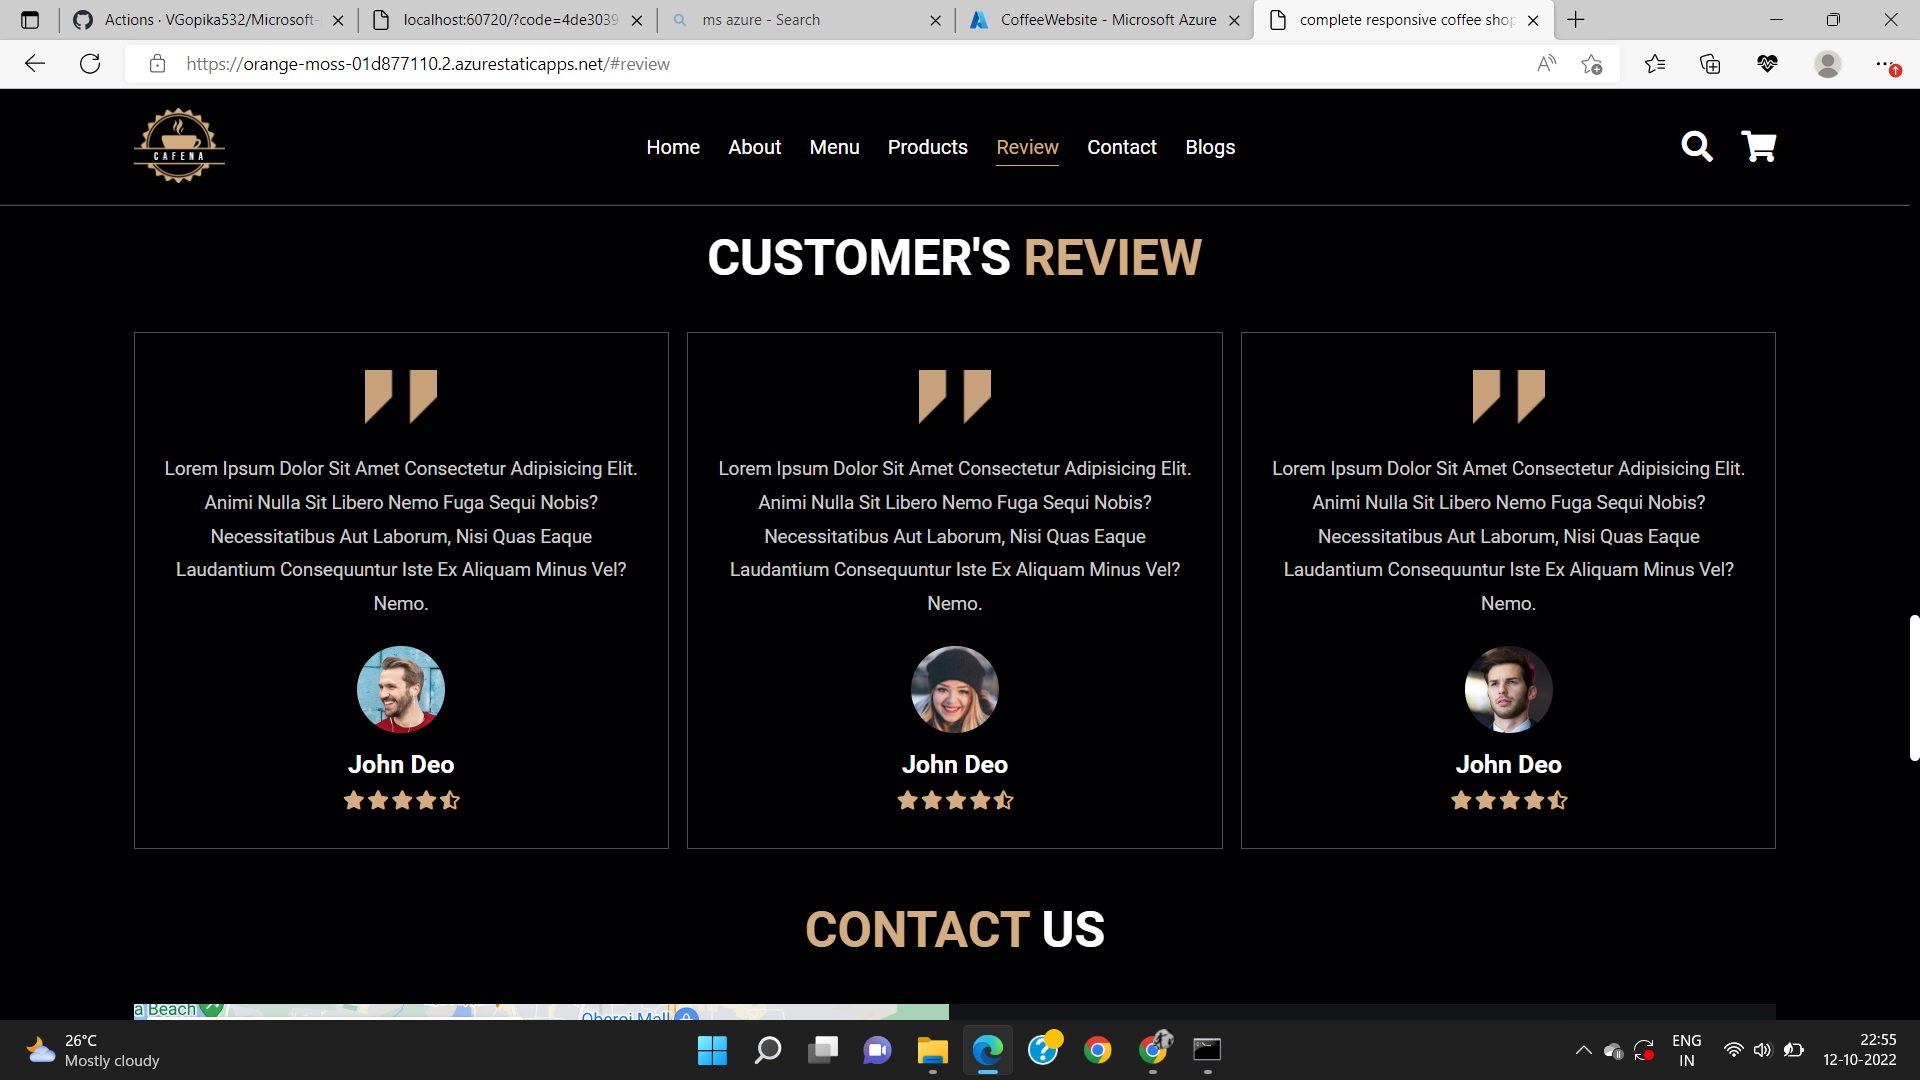 Actions · VGopika532/Microsoft-
localhost:60720/?code=4de3039
ms azure - Search
CoffeeWebsite - Microsoft Azure
complete responsive coffee shop
https://orange-moss-01d877110.2.azurestaticapps.net/#review
CAFENA
Home
About
Menu
Products
Review
Contact
Blogs
CUSTOMER'S REVIEW
Lorem Ipsum Dolor Sit Amet Consectetur Adipisicing Elit.
Animi Nulla Sit Libero Nemo Fuga Sequi Nobis?
Necessitatibus Aut Laborum, Nisi Quas Eaque
Laudantium Consequuntur Iste Ex Aliquam Minus Vel?
Nemo.
John Deo
Lorem Ipsum Dolor Sit Amet Consectetur Adipisicing Elit.
Animi Nulla Sit Libero Nemo Fuga Sequi Nobis?
Necessitatibus Aut Laborum, Nisi Quas Eaque
Laudantium Consequuntur Iste Ex Aliquam Minus Vel?
Nemo.
John Deo
Lorem Ipsum Dolor Sit Amet Consectetur Adipisicing Elit.
Animi Nulla Sit Libero Nemo Fuga Sequi Nobis?
Necessitatibus Aut Laborum, Nisi Quas Eaque
Laudantium Consequuntur Iste Ex Aliquam Minus Vel?
Nemo.
John Deo
CONTACT US
a Beach
Oberoi Mall
26°C
Mostly cloudy
ENG
IN
22:55
12-10-2022